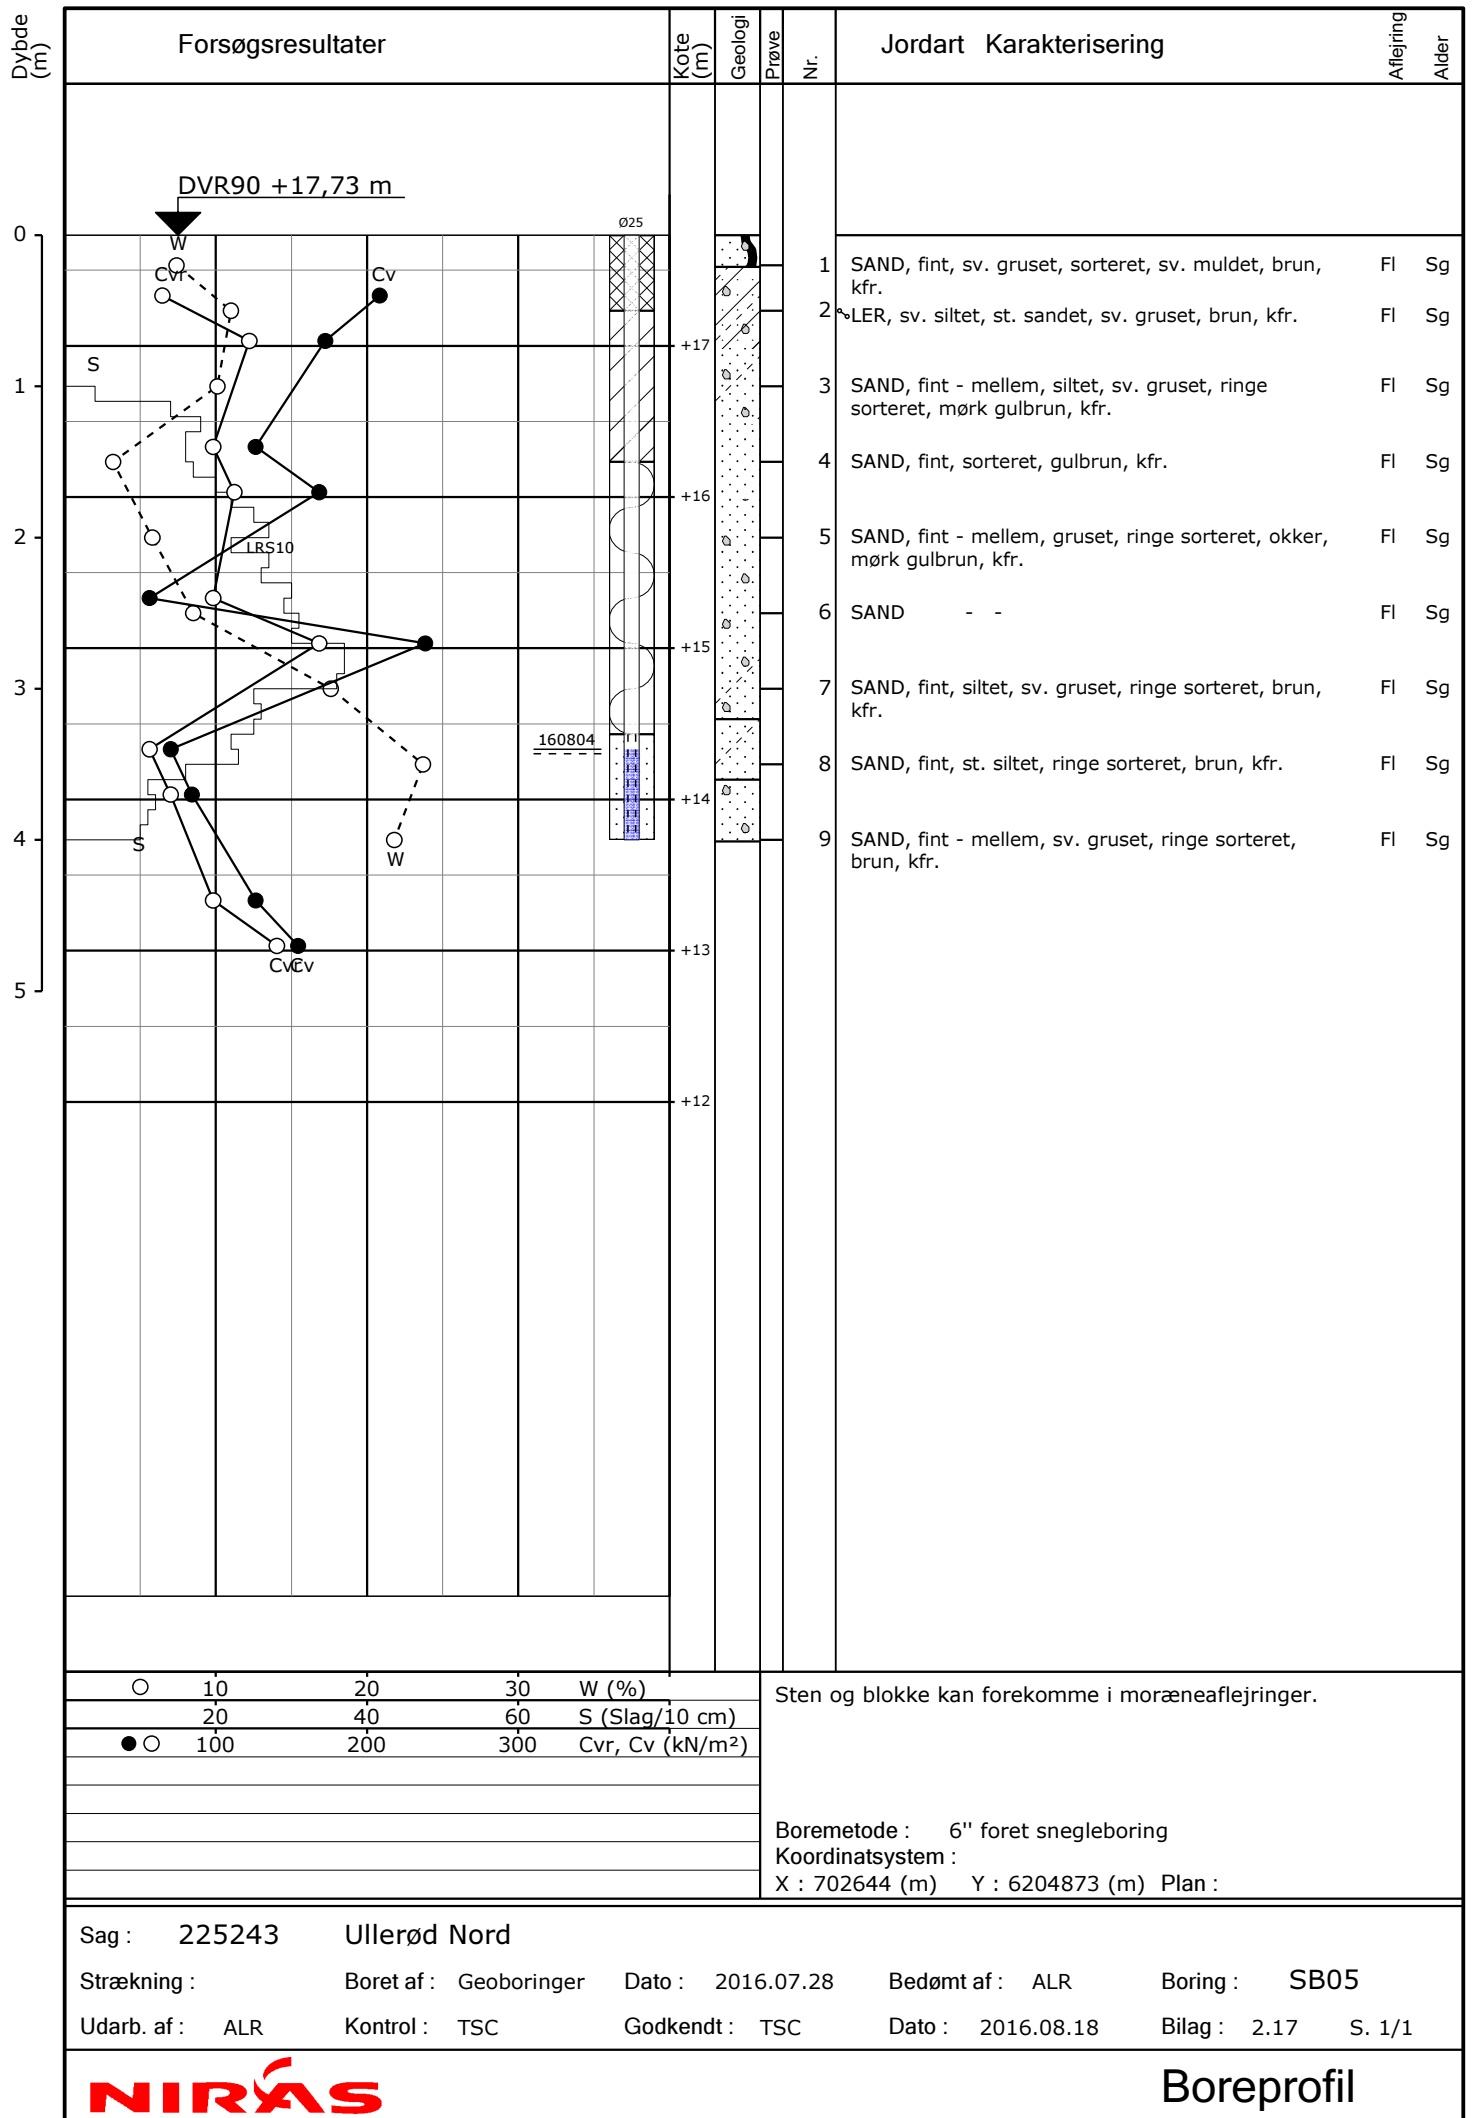 Dybde (m)
Forsøgsresultater
Kote (m)
Geologi
Prøve
Nr.
Jordart Karakterisering
Aflejring
Alder
DVR90 +17,73 m
Ø25
0
W
Cvr
Cv
1 SAND, fint, sv. gruset, sorteret, sv. muldet, brun, Fl Sg
kfr.
2 LER, sv. siltet, st. sandet, sv. gruset, brun, kfr. Fl Sg
+17
S
1
3 SAND, fint - mellem, siltet, sv. gruset, ringe Fl Sg
sorteret, mørk gulbrun, kfr.
4 SAND, fint, sorteret, gulbrun, kfr. Fl Sg
+16
2
LRS10
5 SAND, fint - mellem, gruset, ringe sorteret, okker, Fl Sg
mørk gulbrun, kfr.
6 SAND - - Fl Sg
+15
3
7 SAND, fint, siltet, sv. gruset, ringe sorteret, brun, Fl Sg
kfr.
160804
8 SAND, fint, st. siltet, ringe sorteret, brun, kfr. Fl Sg
+14
4
S
W
9 SAND, fint - mellem, sv. gruset, ringe sorteret, Fl Sg
brun, kfr.
+13
Cvr Cv
5
+12
10 20 30 W (%)
20 40 60 S (Slag/10 cm)
100 200 300 Cvr, Cv (kN/m²)
Sten og blokke kan forekomme i moræneaflejringer.
Boremetode : 6'' foret snegleboring
Koordinatsystem :
X : 702644 (m) Y : 6204873 (m) Plan :
Sag : 225243 Ullerød Nord
Strækning : Boret af : Geoboringer Dato : 2016.07.28 Bedømt af : ALR Boring : SB05
Udarb. af : ALR Kontrol : TSC Godkendt : TSC Dato : 2016.08.18 Bilag : 2.17 S. 1/1
NIRÁS
Boreprofil